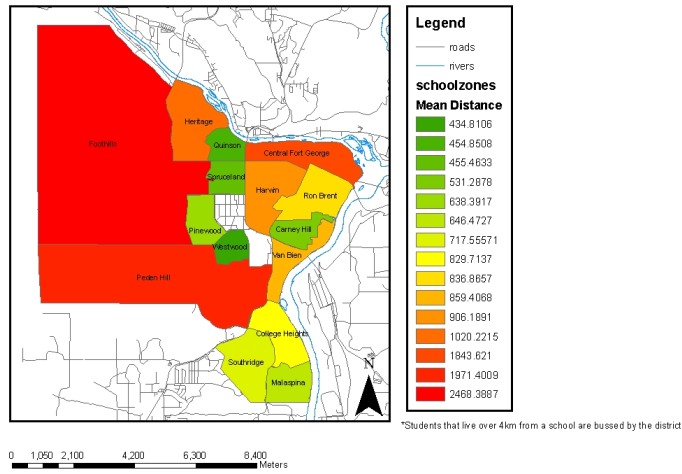 Legend
roads
rivers
schoolzones
Mean Distance
434.8106
454.8508
455.4633
531.2878
638.3917
646.4727
717.55571
829.7137
836.8657
859.4068
906.1891
1020.2215
1843.621
1971.4009
2468.3887
Heritage
Foothills
Quinson
Central Fort George
Spruceland
Harwin
Ron Brent
Pinewood
Carney Hill
Westwood
Van Bien
Peden Hill
College Heights
Southridge
Malaspina
N
*Students that live over 4km from a school are bussed by the district
0 1,050 2,100 4,200 6,300 8,400
Meters